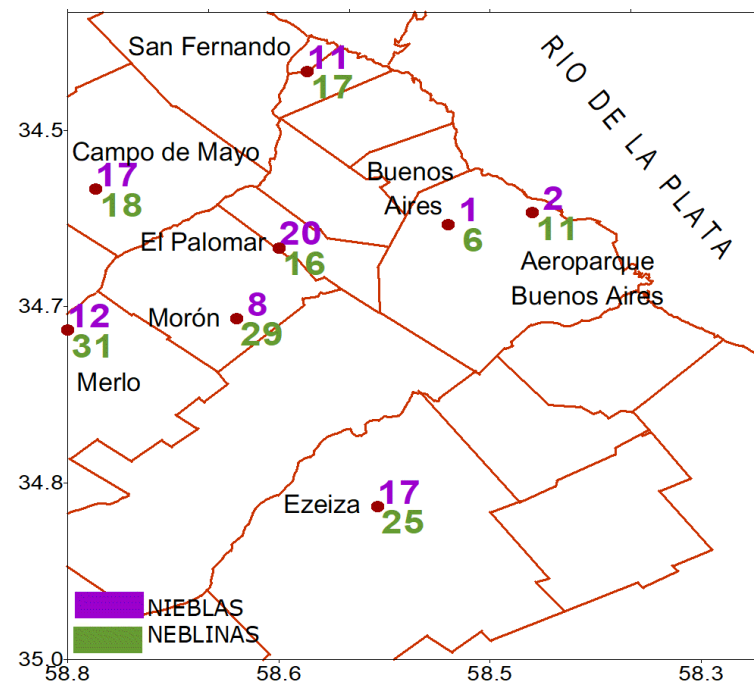 San Fernando
11
17
RIO DE LA PLATA
34.5
Campo de Mayo
17
18
Buenos
Aires
1
6
2
11
El Palomar
20
16
Aeroparque
Buenos Aires
34.7
12
31
Morón
8
29
Merlo
34.8
Ezeiza
17
25
NIEBLAS
NEBLINAS
35.0
58.8
58.6
58.5
58.3